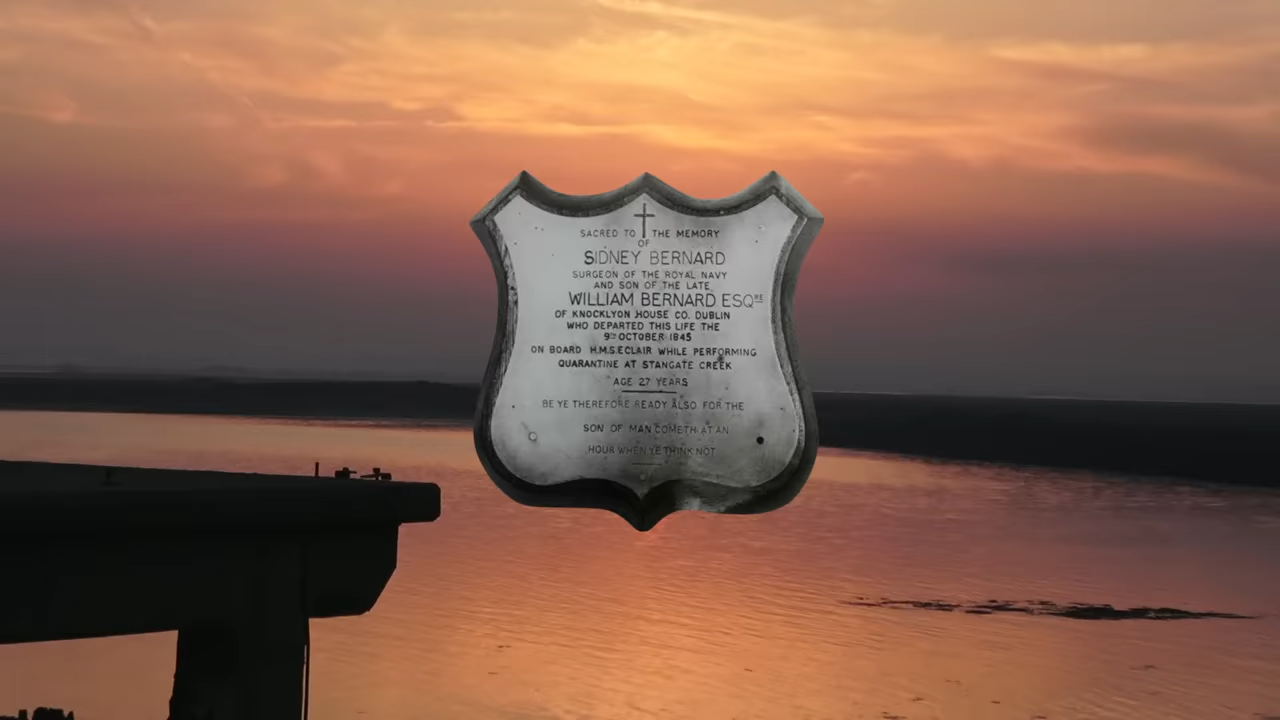 SACRED TO THE MEMORY
OF
SIDNEY BERNARD
SURGEON OF THE ROYAL NAVY
AND SON OF THE LATE
WILLIAM BERNARD ESQRE
OF KNOCKLYON HOUSE CO. DUBLIN
WHO DEPARTED THIS LIFE THE
9TH OCTOBER 1845
ON BOARD H.M.S.ECLAIR WHILE PERFORMING
QUARANTINE AT STANGATE CREEK
AGE 27 YEARS
BE YE THEREFORE READY ALSO FOR THE
SON OF MAN COMETH AT AN
HOUR WHEN YE THINK NOT